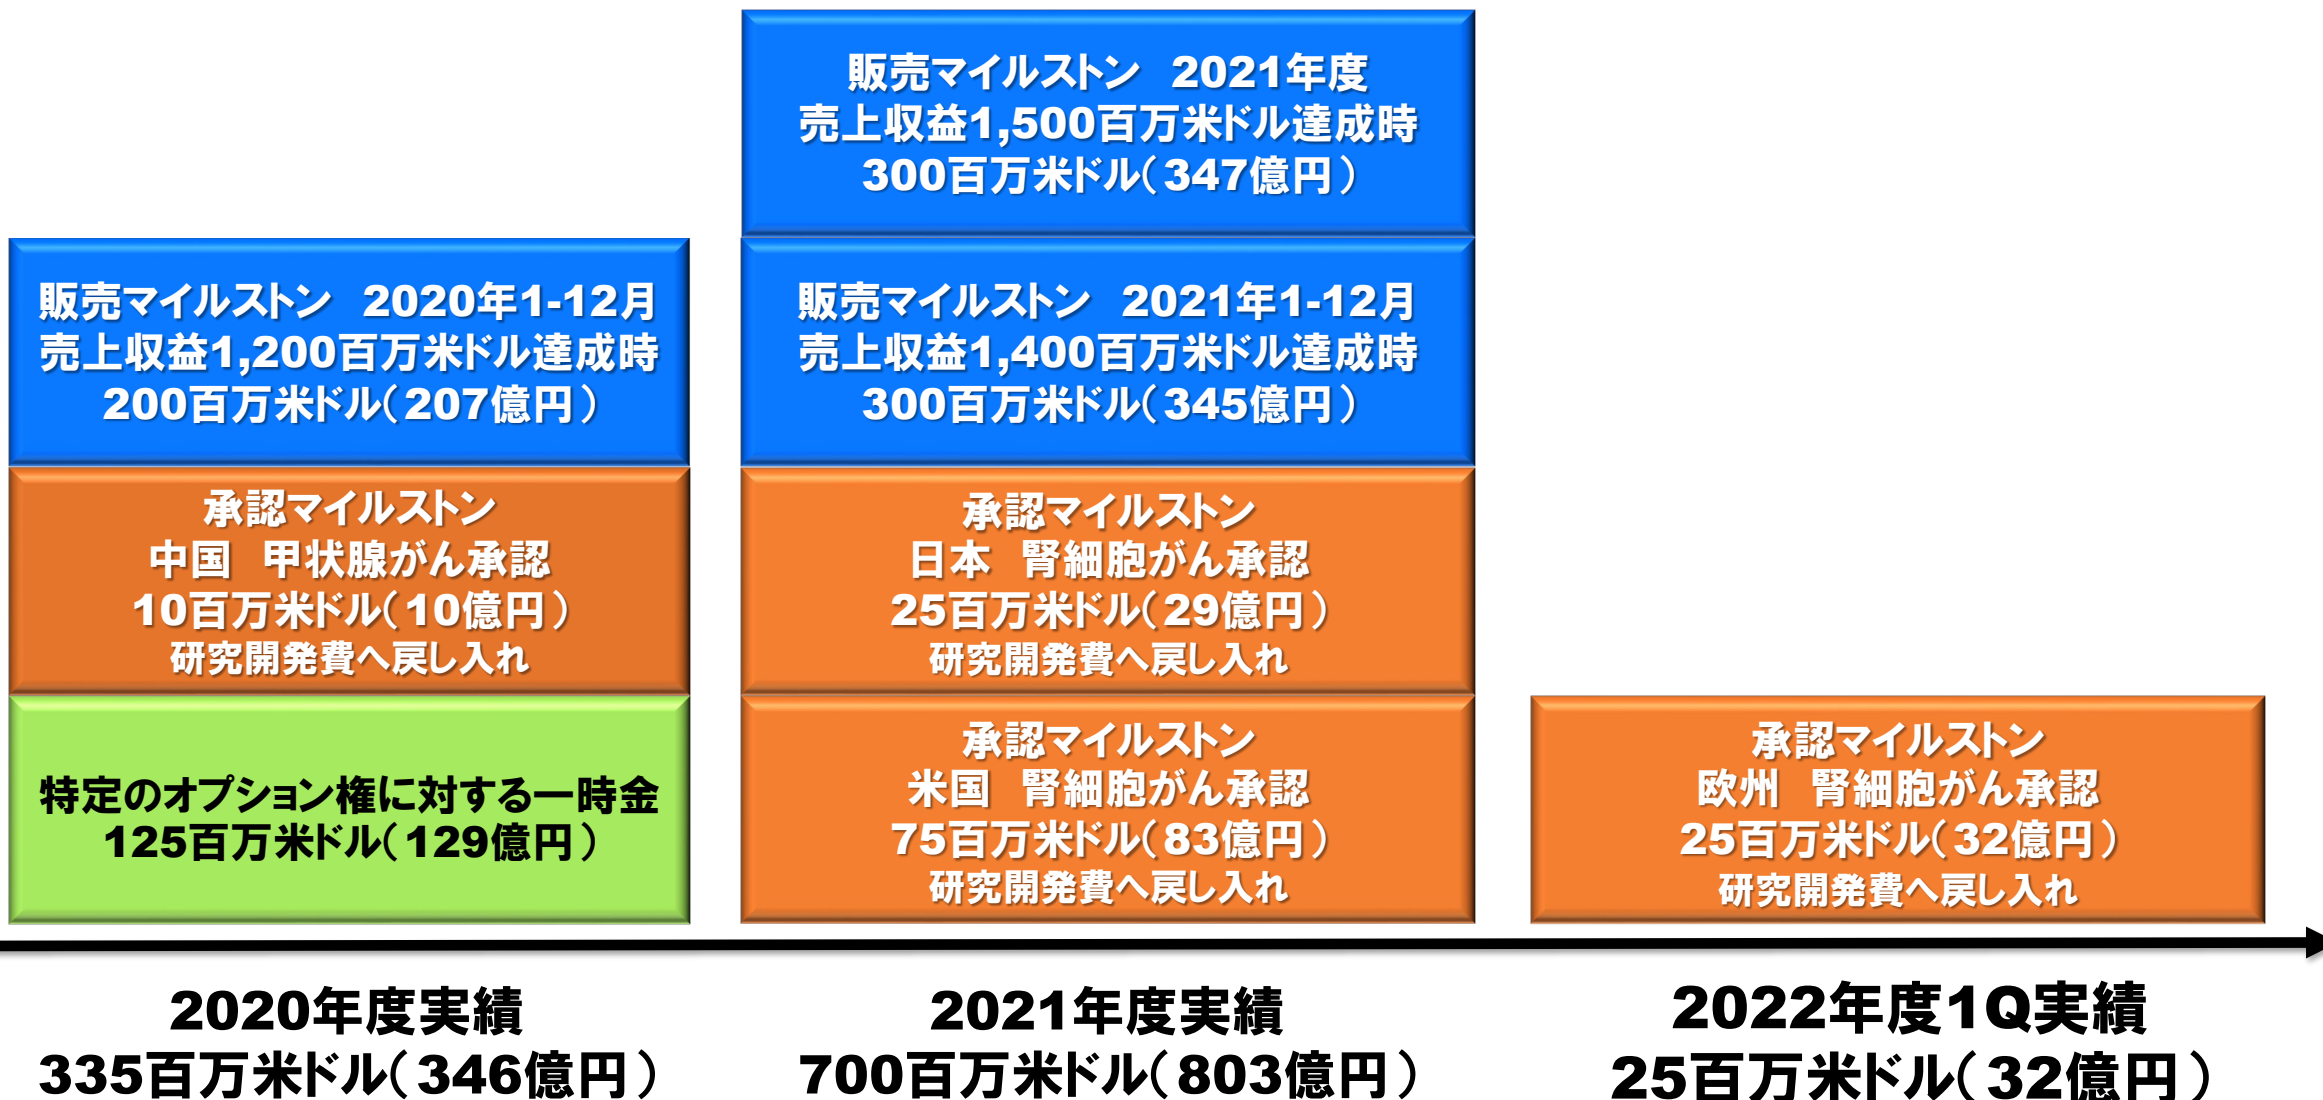 販売マイルストン　2021年度
売上収益1,500百万米ドル達成時
300百万米ドル（347億円）
販売マイルストン　2020年1-12月
売上収益1,200百万米ドル達成時
200百万米ドル（207億円）
販売マイルストン　2021年1-12月
売上収益1,400百万米ドル達成時
300百万米ドル（345億円）
承認マイルストン
中国　甲状腺がん承認
10百万米ドル（10億円）
研究開発費へ戻し入れ
承認マイルストン
日本　腎細胞がん承認
25百万米ドル（29億円）
研究開発費へ戻し入れ
特定のオプション権に対する一時金
125百万米ドル（129億円）
承認マイルストン
米国　腎細胞がん承認
75百万米ドル（83億円）
研究開発費へ戻し入れ
承認マイルストン
欧州　腎細胞がん承認
25百万米ドル（32億円）
研究開発費へ戻し入れ
2020年度実績
335百万米ドル（346億円）
2021年度実績
700百万米ドル（803億円）
2022年度1Q実績
25百万米ドル（32億円）